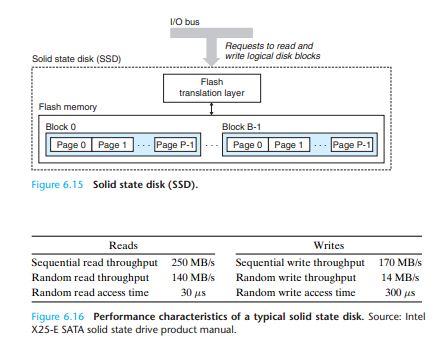 I/O bus
Requests to read and
write logical disk blocks
Solid state disk (SSD)
Flash
translation layer
Flash memory
Block 0
Block B-1
Page 0 Page 1 · · · Page P-1 · · · Page 0 Page 1 · · · Page P-1
Figure 6.15 Solid state disk (SSD).
Reads Writes
Sequential read throughput 250 MB/s Sequential write throughput 170 MB/s
Random read throughput 140 MB/s Random write throughput 14 MB/s
Random read access time 30 μs Random write access time 300 μs
Figure 6.16 Performance characteristics of a typical solid state disk. Source: Intel
X25-E SATA solid state drive product manual.